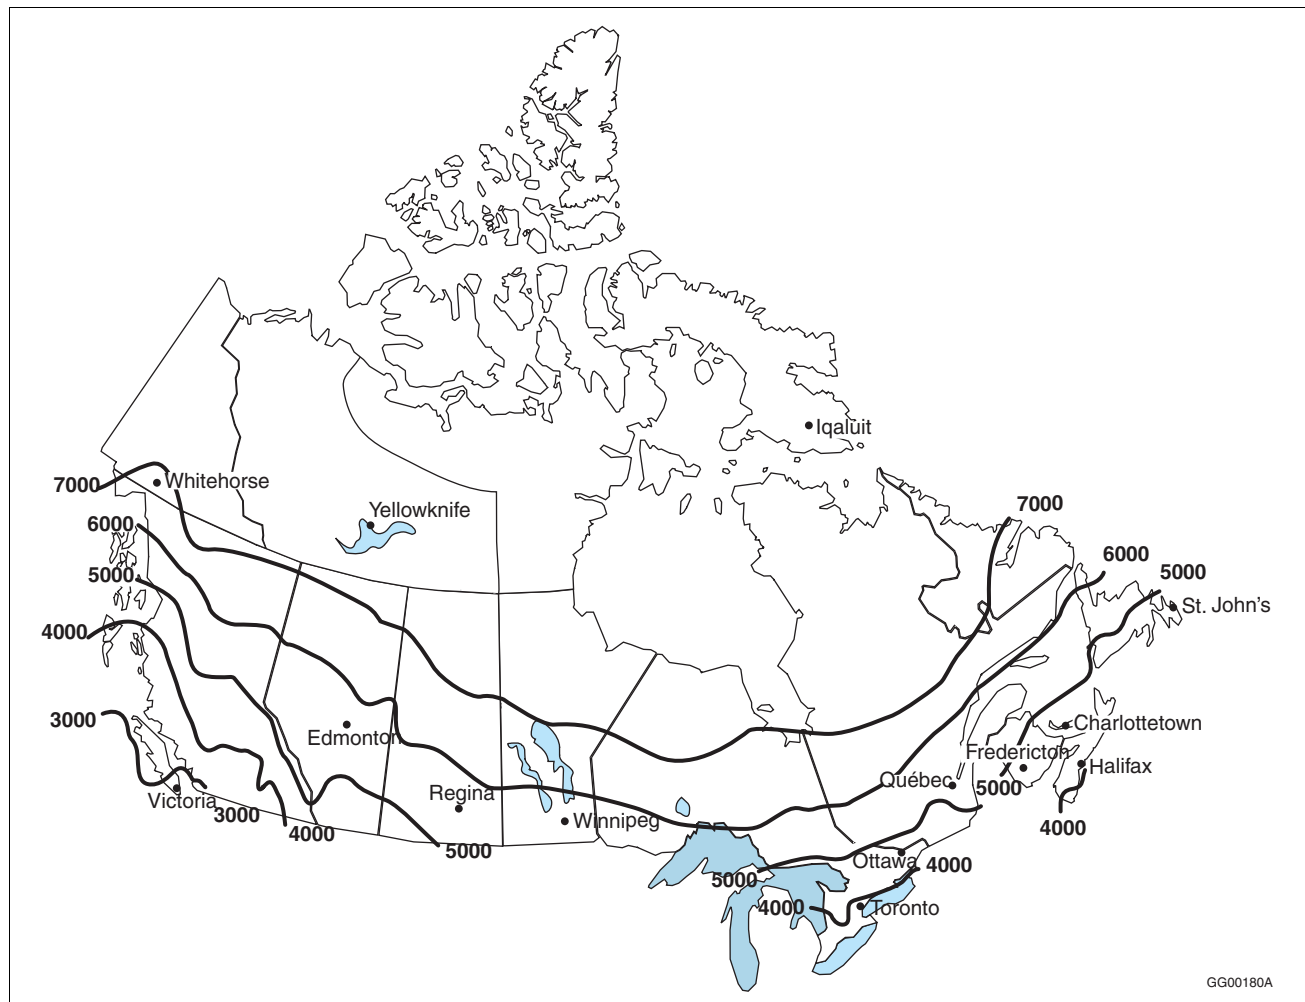 Iqaluit
Whitehorse
7000
7000
Yellowknife
6000
6000
5000
5000
St. John's
4000
3000
Charlottetown
Edmonton
Fredericton
Halifax
Québec
5000
Regina
Victoria
3000
Winnipeg
4000
4000
5000
Ottawa
4000
5000
4000
Toronto
GG00180A